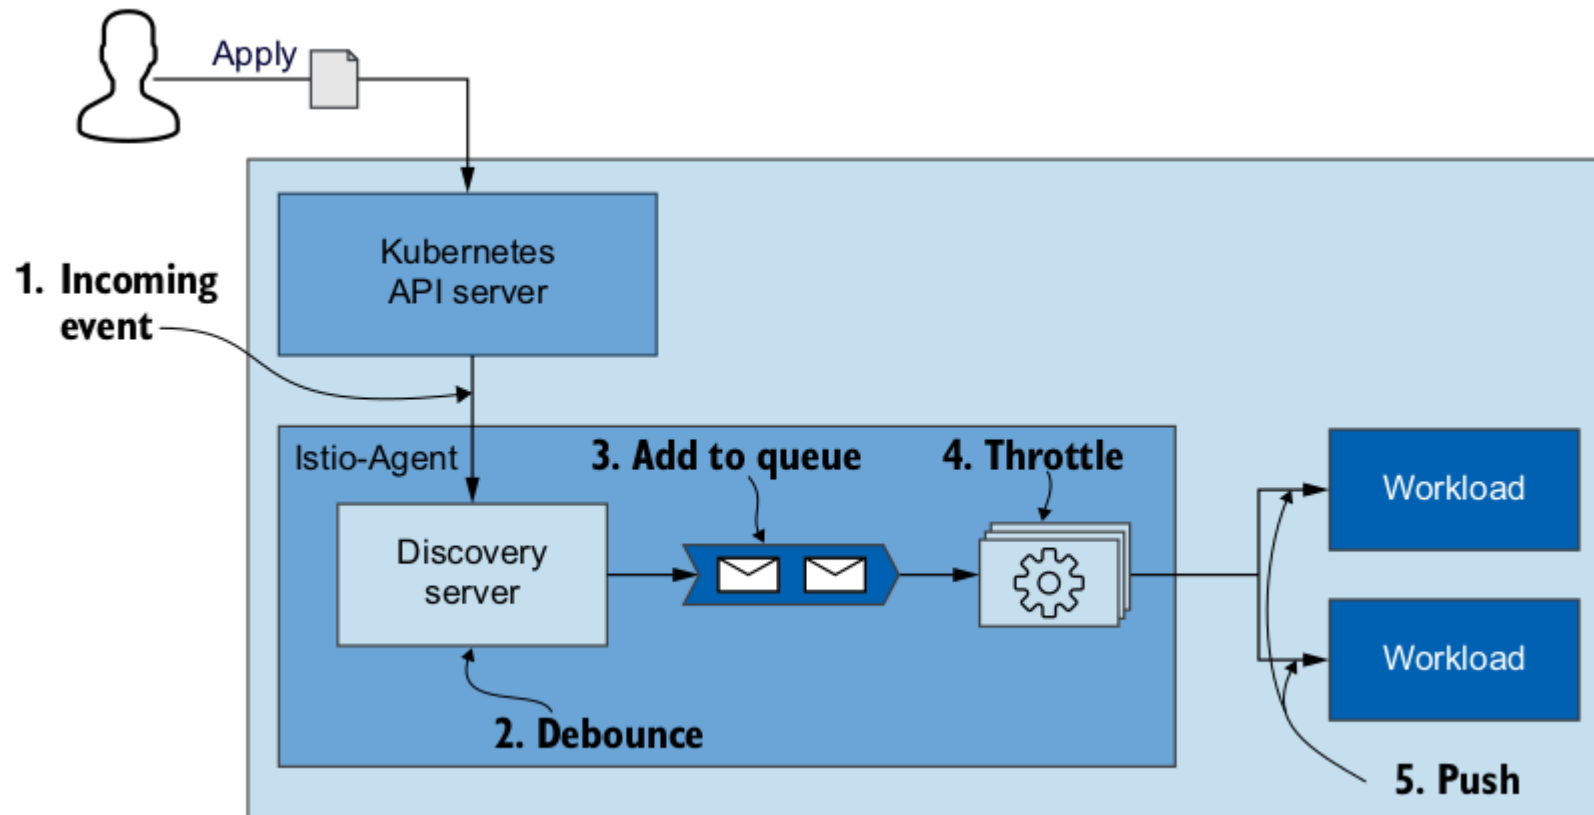 Apply
Kubernetes
API server
1. Incoming
event
Istio-Agent
3. Add to queue
4. Throttle
Discovery
server
2. Debounce
Workload
Workload
5. Push